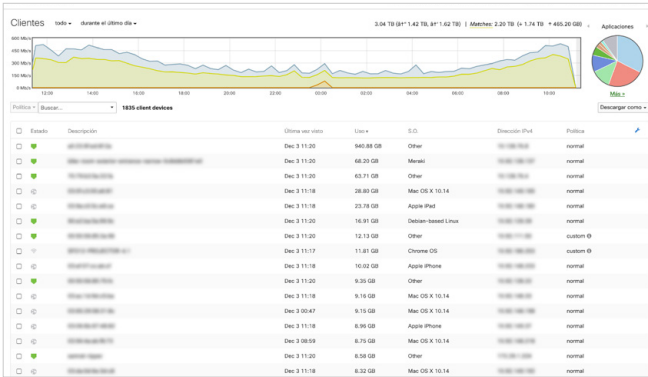 Clientes todo durante el último día 3.04 TB (â†" 1.42 TB, â†' 1.62 TB) | Matches: 2.20 TB (+ 1.74 TB + 465.20 GB) Aplicaciones
600 Mb/s
450 Mb/s
300 Mb/s
150 Mb/s
0 Mb/s
12:00 14:00 16:00 18:00 20:00 22:00 00:00 02:00 04:00 06:00 08:00 10:00
Más »
Política Buscar... 1835 client devices Descargar como
Estado Descripción Última vez visto Uso S.O. Dirección IPv4 Política
Dec 3 11:20 940.88 GB Other normal
Dec 3 11:20 68.20 GB Meraki normal
Dec 3 11:20 63.71 GB Other normal
Dec 3 11:18 28.80 GB Mac OS X 10.14 normal
Dec 3 11:18 23.78 GB Apple iPad normal
Dec 3 11:20 16.91 GB Debian-based Linux normal
Dec 3 11:20 12.13 GB Other custom
Dec 3 11:17 11.81 GB Chrome OS custom
Dec 3 11:18 10.02 GB Apple iPhone normal
Dec 3 11:20 9.35 GB Other normal
Dec 3 11:18 9.16 GB Mac OS X 10.14 normal
Dec 3 00:47 9.15 GB Mac OS X 10.14 normal
Dec 3 11:18 8.96 GB Apple iPhone normal
Dec 3 08:59 8.75 GB Mac OS X 10.14 normal
Dec 3 11:20 8.58 GB Other normal
Dec 3 11:18 8.32 GB Mac OS X 10.14 normal